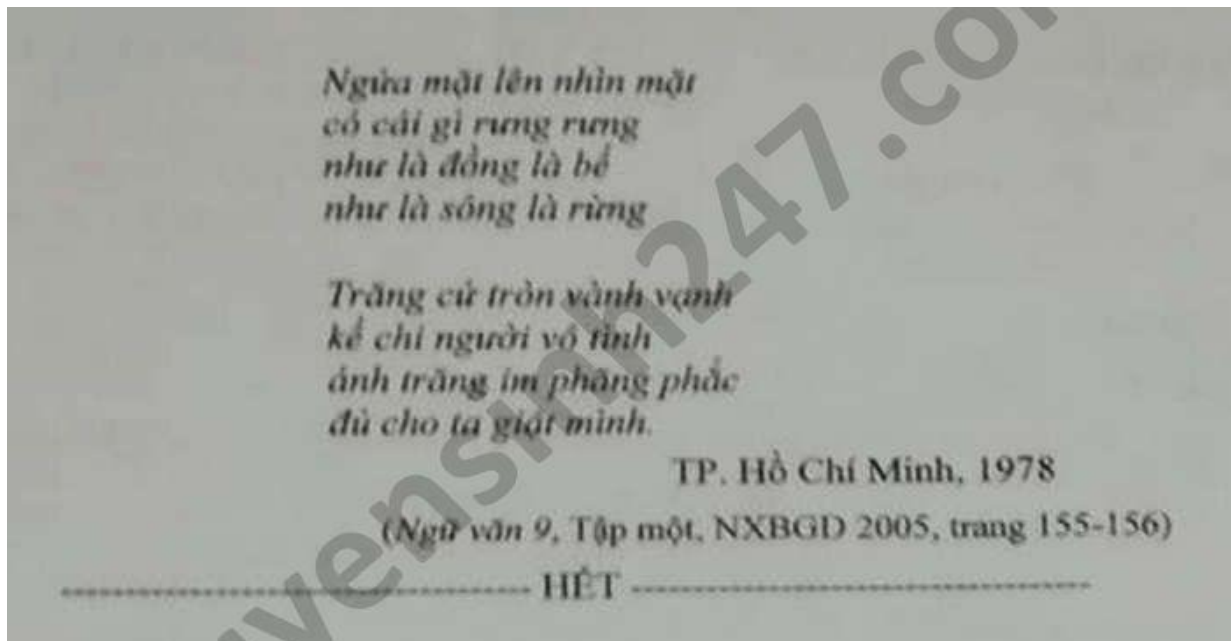 Ngửa mặt lên nhìn mặt
có cái gì rưng rưng
như là đồng là bể
như là sông là rừng
Trăng cứ tròn vành vạnh
kể chi người vô tình
ánh trăng im phăng phắc
đủ cho ta giật mình.
TP. Hồ Chí Minh, 1978
(Ngữ văn 9, Tập một, NXBGD 2005, trang 155-156)
HẾT
yensinh247.com